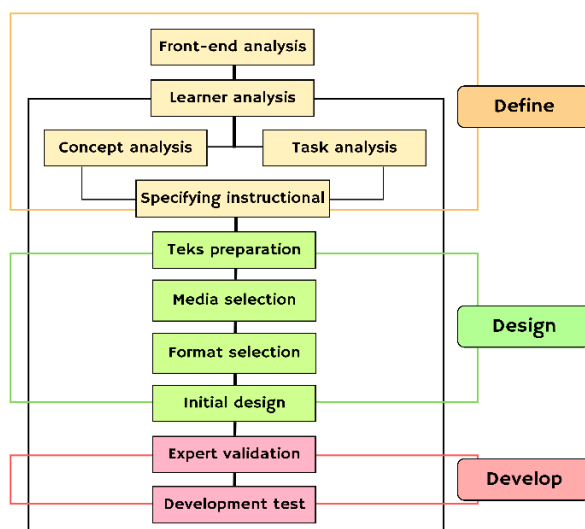 Front-end analysis
Learner analysis
Define
Concept analysis
Task analysis
Specifying instructional
Teks preparation
Media selection
Design
Format selection
Initial design
Expert validation
Develop
Development test